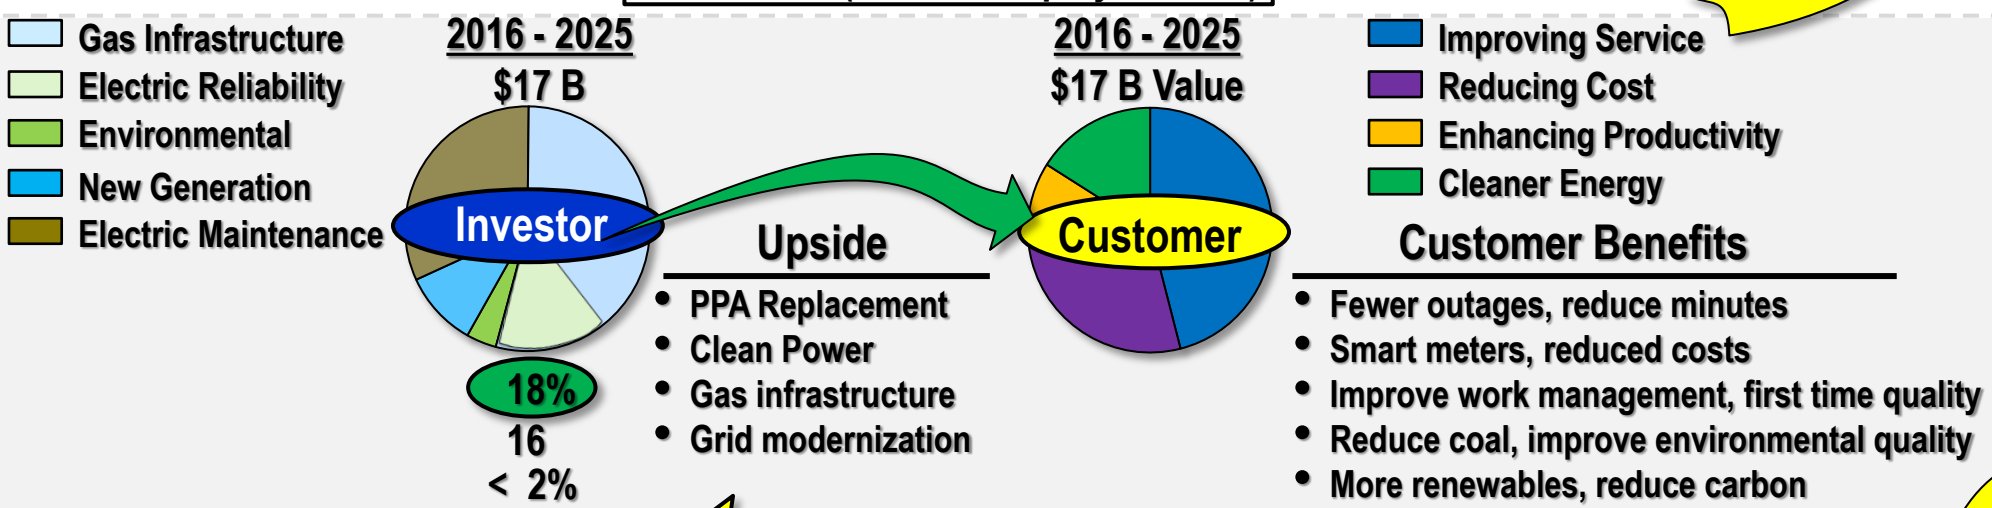 Gas Infrastructure
Electric Reliability
Environmental
New Generation
Electric Maintenance
2016 - 2025
$17 B
Investor
18%
16
< 2%
Upside
• PPA Replacement
• Clean Power
• Gas infrastructure
• Grid modernization
2016 - 2025
$17 B Value
Customer
Improving Service
Reducing Cost
Enhancing Productivity
Cleaner Energy
Customer Benefits
• Fewer outages, reduce minutes
• Smart meters, reduced costs
• Improve work management, first time quality
• Reduce coal, improve environmental quality
• More renewables, reduce carbon